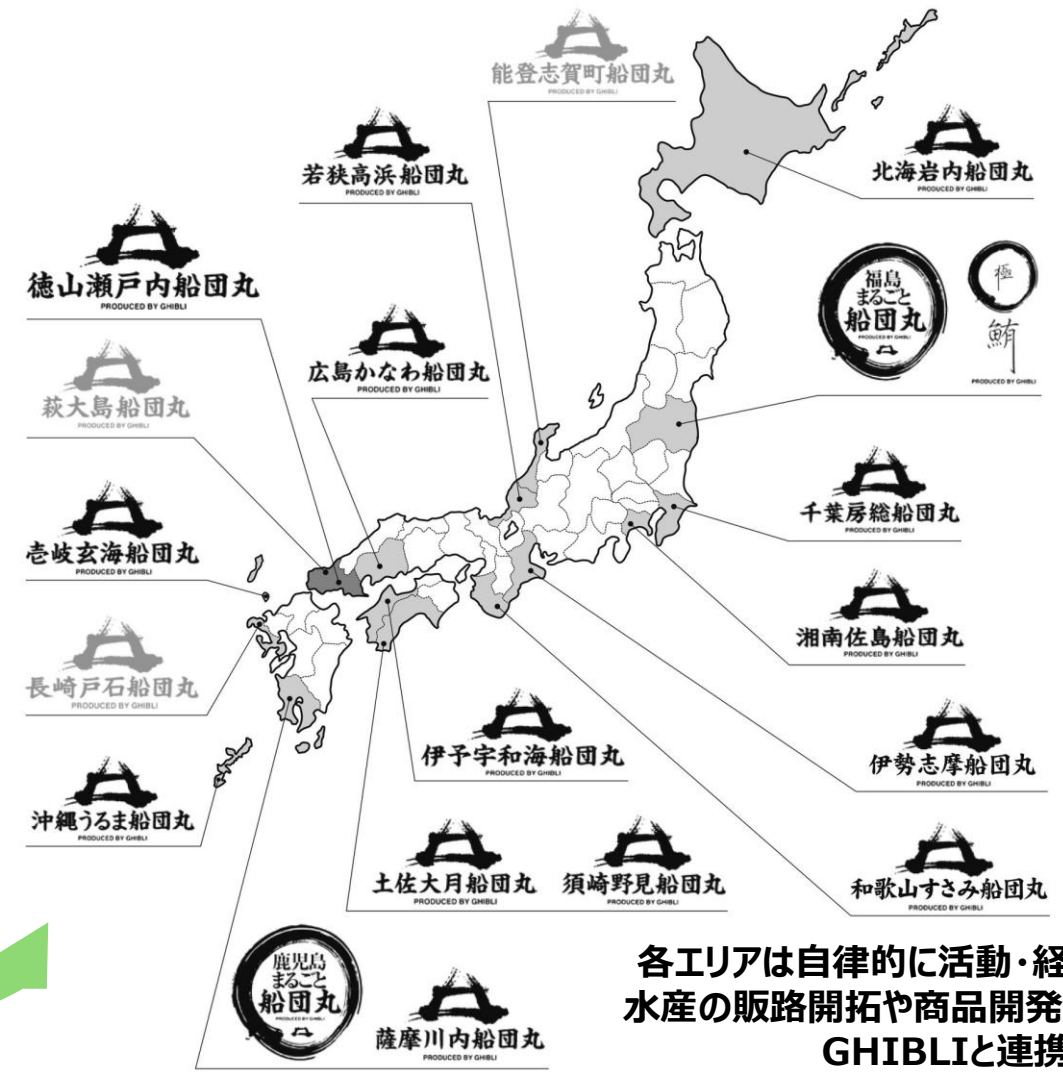 能登志賀町船団丸
PRODUCED BY GHIBLI
若狭高浜船団丸
PRODUCED BY GHIBLI
北海岩内船団丸
PRODUCED BY GHIBLI
徳山瀬戸内船団丸
PRODUCED BY GHIBLI
福島
まるごと
船団丸
PRODUCED BY GHIBLI
極
鮪
PRODUCED BY GHIBLI
広島かなわ船団丸
PRODUCED BY GHIBLI
萩大島船団丸
PRODUCED BY GHIBLI
千葉房総船団丸
PRODUCED BY GHIBLI
壱岐玄海船団丸
PRODUCED BY GHIBLI
湘南佐島船団丸
PRODUCED BY GHIBLI
長崎戸石船団丸
PRODUCED BY GHIBLI
伊予宇和海船団丸
PRODUCED BY GHIBLI
伊勢志摩船団丸
PRODUCED BY GHIBLI
沖縄うるま船団丸
PRODUCED BY GHIBLI
土佐大月船団丸
PRODUCED BY GHIBLI
須崎野見船団丸
PRODUCED BY GHIBLI
和歌山すさみ船団丸
PRODUCED BY GHIBLI
鹿児島
まるごと
船団丸
PRODUCED BY GHIBLI
薩摩川内船団丸
PRODUCED BY GHIBLI
各エリアは自律的に活動・経
水産の販路開拓や商品開発
GHIBLIと連携